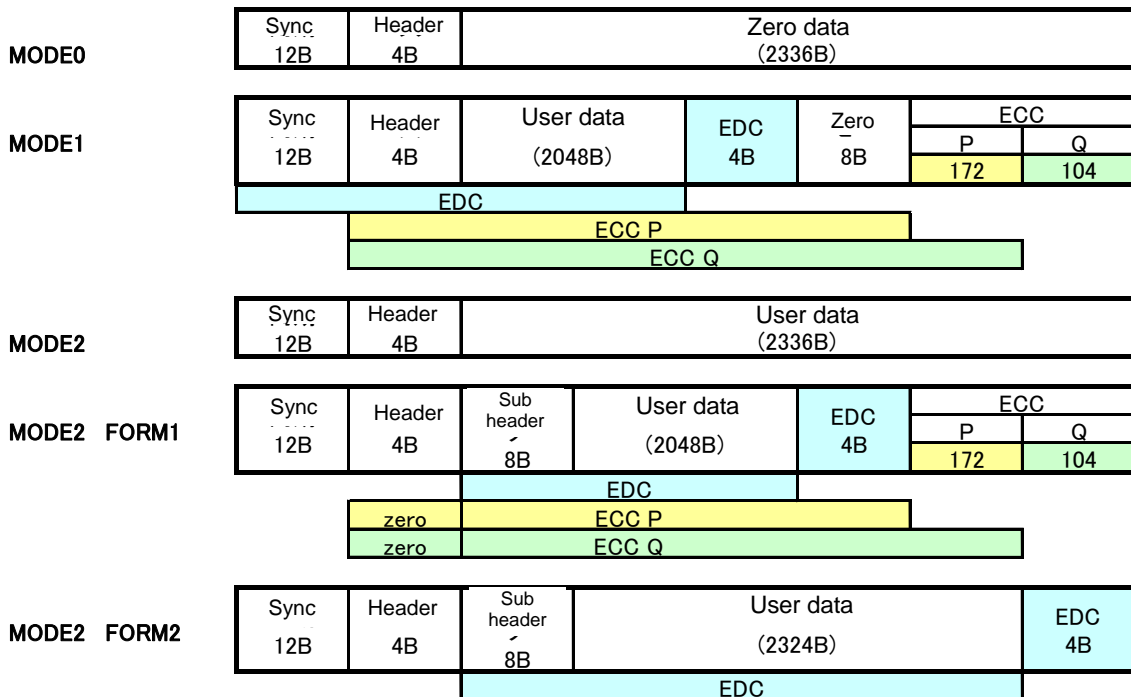 Sync Header Zero data
MODE0 12B 4B (2336B)
Sync Header User data EDC Zero ECC
MODE1 12B 4B (2048B) 4B 8B P Q
172 104
EDC
ECC P
ECC Q
Sync Header User data
MODE2 12B 4B (2336B)
Sync Header Sub header User data EDC ECC
MODE2 FORM1 12B 4B 8B (2048B) 4B P Q
172 104
EDC
zero ECC P
zero ECC Q
Sync Header Sub header User data EDC
MODE2 FORM2 12B 4B 8B (2324B) 4B
EDC